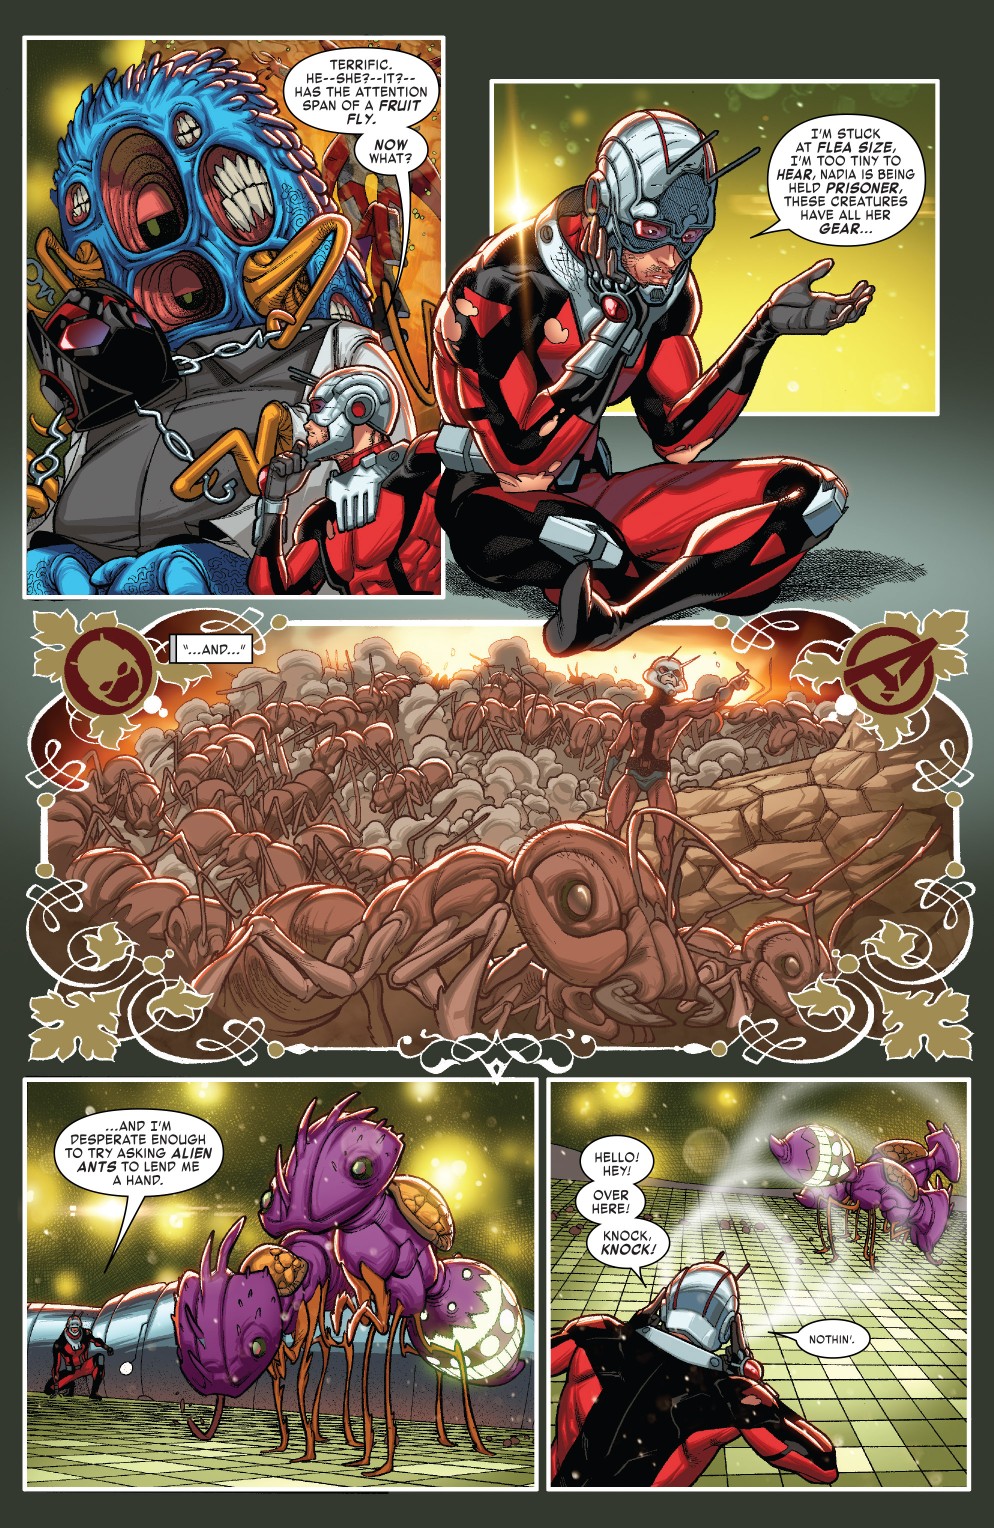 TERRIFIC.
HE--SHE?--IT?--
HAS THE ATTENTION
SPAN OF A FRUIT
FLY.
NOW
WHAT?
I'M STUCK
AT FLEA SIZE,
I'M TOO TINY TO
HEAR, NADIA IS BEING
HELD PRISONER,
THESE CREATURES
HAVE ALL HER
GEAR...
"...AND..."
...AND I'M
DESPERATE ENOUGH
TO TRY ASKING ALIEN
ANTS TO LEND ME
A HAND.
HELLO!
HEY!
OVER
HERE!
KNOCK,
KNOCK!
NOTHIN'.